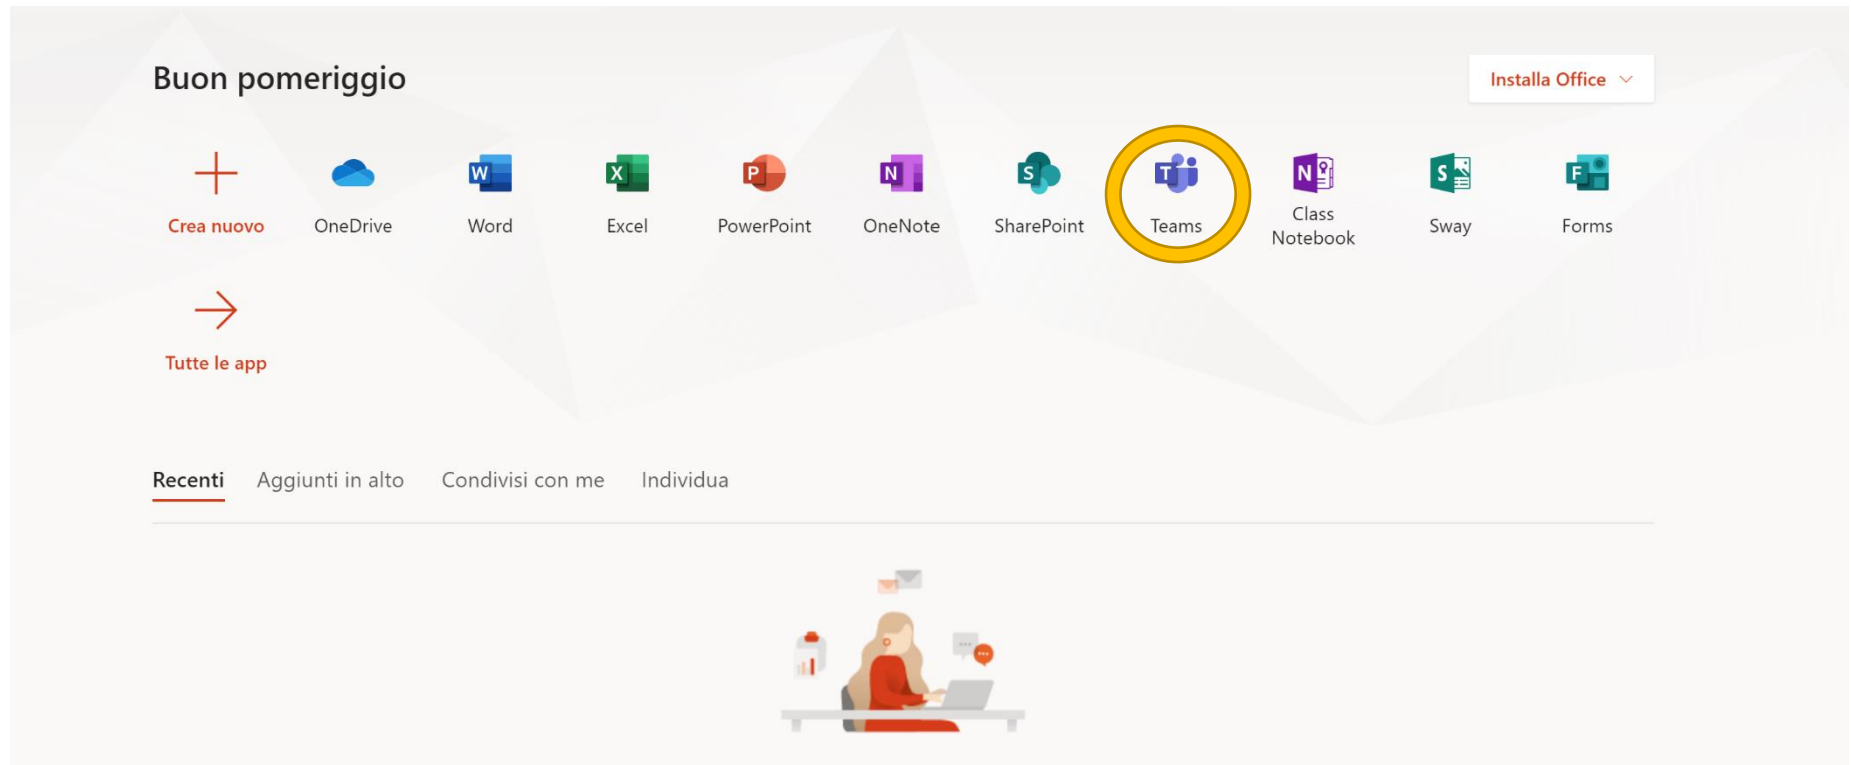 Buon pomeriggio
Installa Office
W
X
P
N
S
T
N
S
F
Crea nuovo
OneDrive
Word
Excel
PowerPoint
OneNote
SharePoint
Teams
Class
Notebook
Sway
Forms
Tutte le app
Recenti Aggiunti in alto Condivisi con me Individua